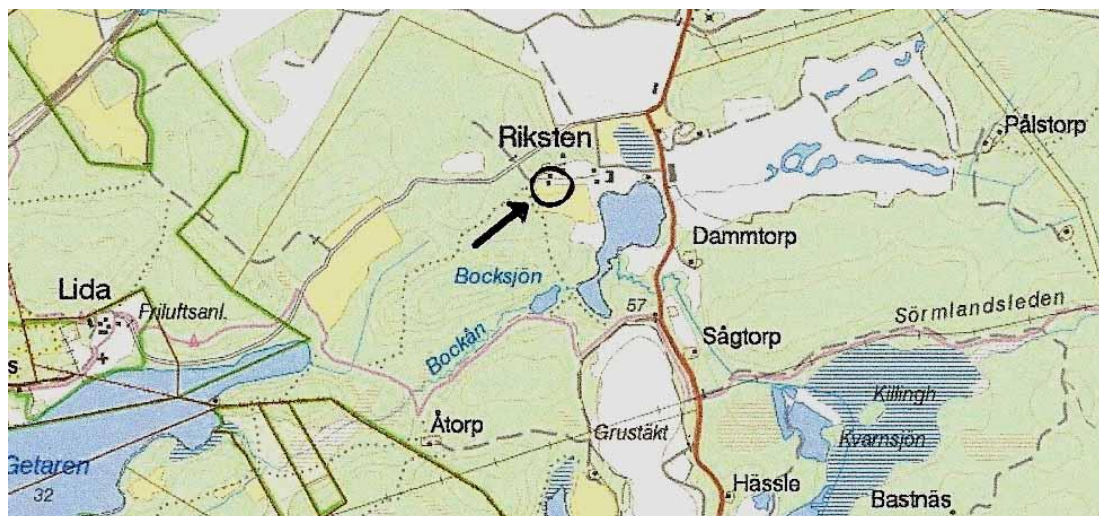 Riksten
Pålstorp
Dammtorp
Bocksjön
Lida
Friluftsanl.
57
Sörmlandsleden
Bockån
Sågtorp
s
Killingh
Åtorp
Grustäkt
Kvarnsjön
Getaren
32
Hässle
Bastnäs